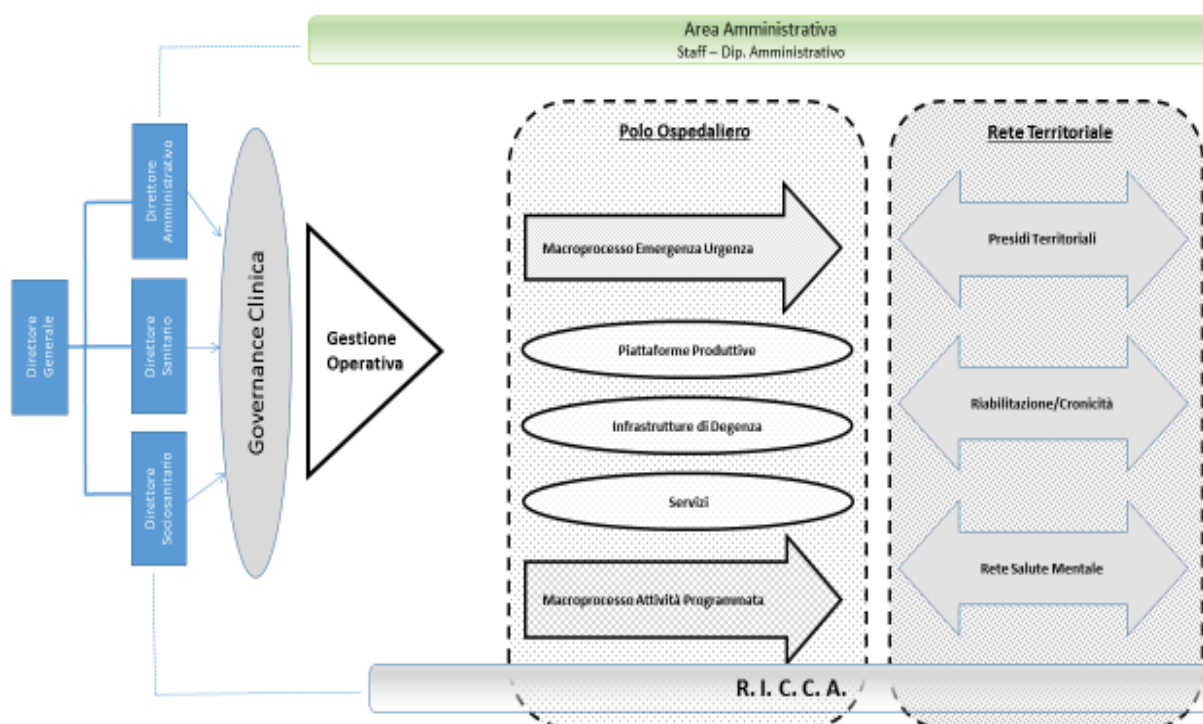 Area Amministrativa
Staff – Dip. Amministrativo
Direttore
Generale
Direttore
Amministrativo
Direttore
Sanitario
Direttore
Sociosanitario
Governance Clinica
Gestione
Operativa
Polo Ospedaliero
Macroprocesso Emergenza Urgenza
Piattaforme Produttive
Infrastrutture di Degenza
Servizi
Macroprocesso Attività Programmata
Rete Territoriale
Presidi Territoriali
Riabilitazione/Cronicità
Rete Salute Mentale
R. I. C. C. A.